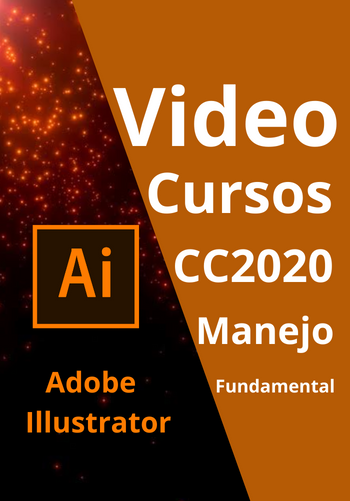 Video
Cursos
CC2020
Manejo
Fundamental
Ai
Adobe
Illustrator